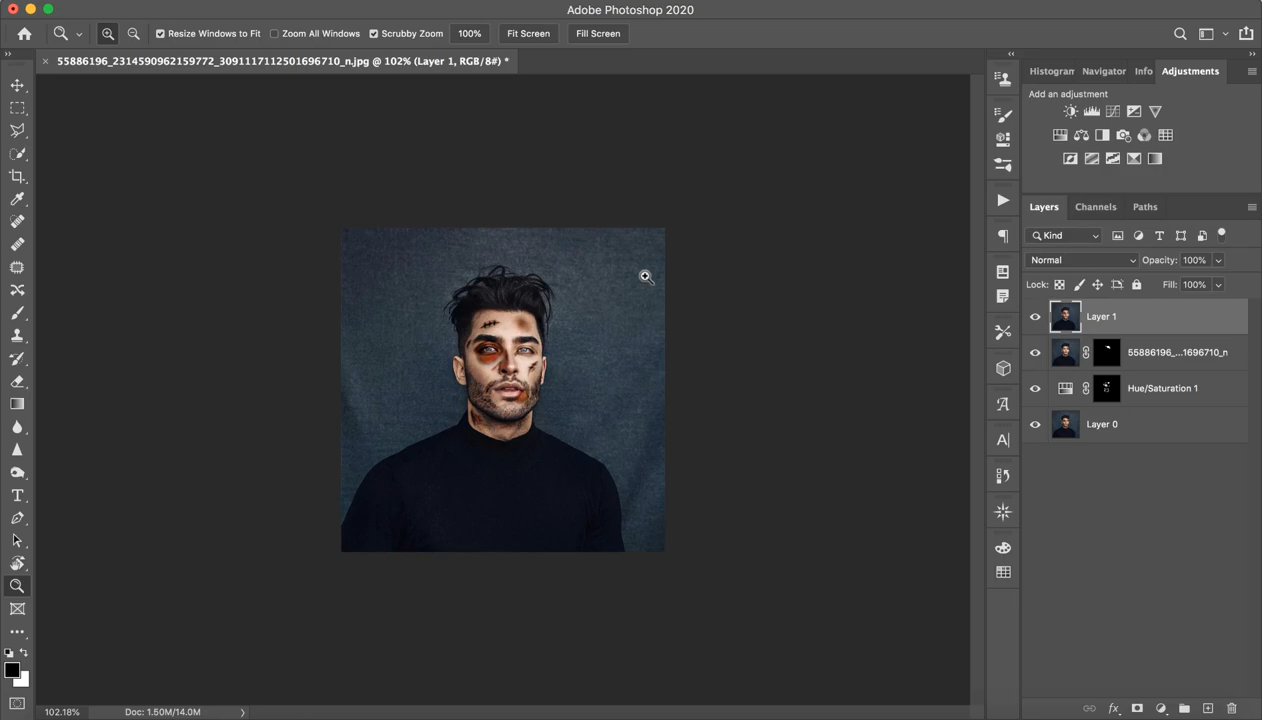 Adobe Photoshop 2020
Resize Windows to Fit Zoom All Windows Scrubby Zoom 100% Fit Screen Fill Screen
× 55886196_2314590962159772_3091117112501696710_n.jpg @ 102% (Layer 1, RGB/8#) *
Histogram Navigator Info Adjustments
Add an adjustment
Layers Channels Paths
Kind
Normal Opacity: 100%
Lock: Fill: 100%
Layer 1
55886196_...1696710_n
Hue/Saturation 1
Layer 0
102.18% Doc: 1.50M/14.0M